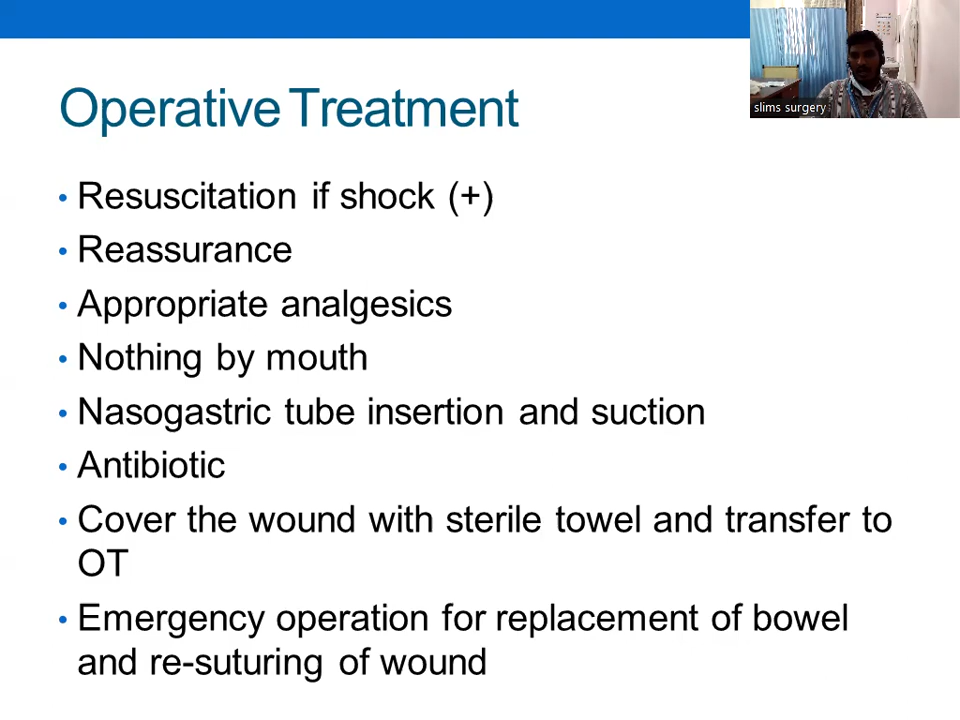 slims surgery
Operative Treatment
• Resuscitation if shock (+)
• Reassurance
• Appropriate analgesics
• Nothing by mouth
• Nasogastric tube insertion and suction
• Antibiotic
• Cover the wound with sterile towel and transfer to
OT
• Emergency operation for replacement of bowel
and re-suturing of wound